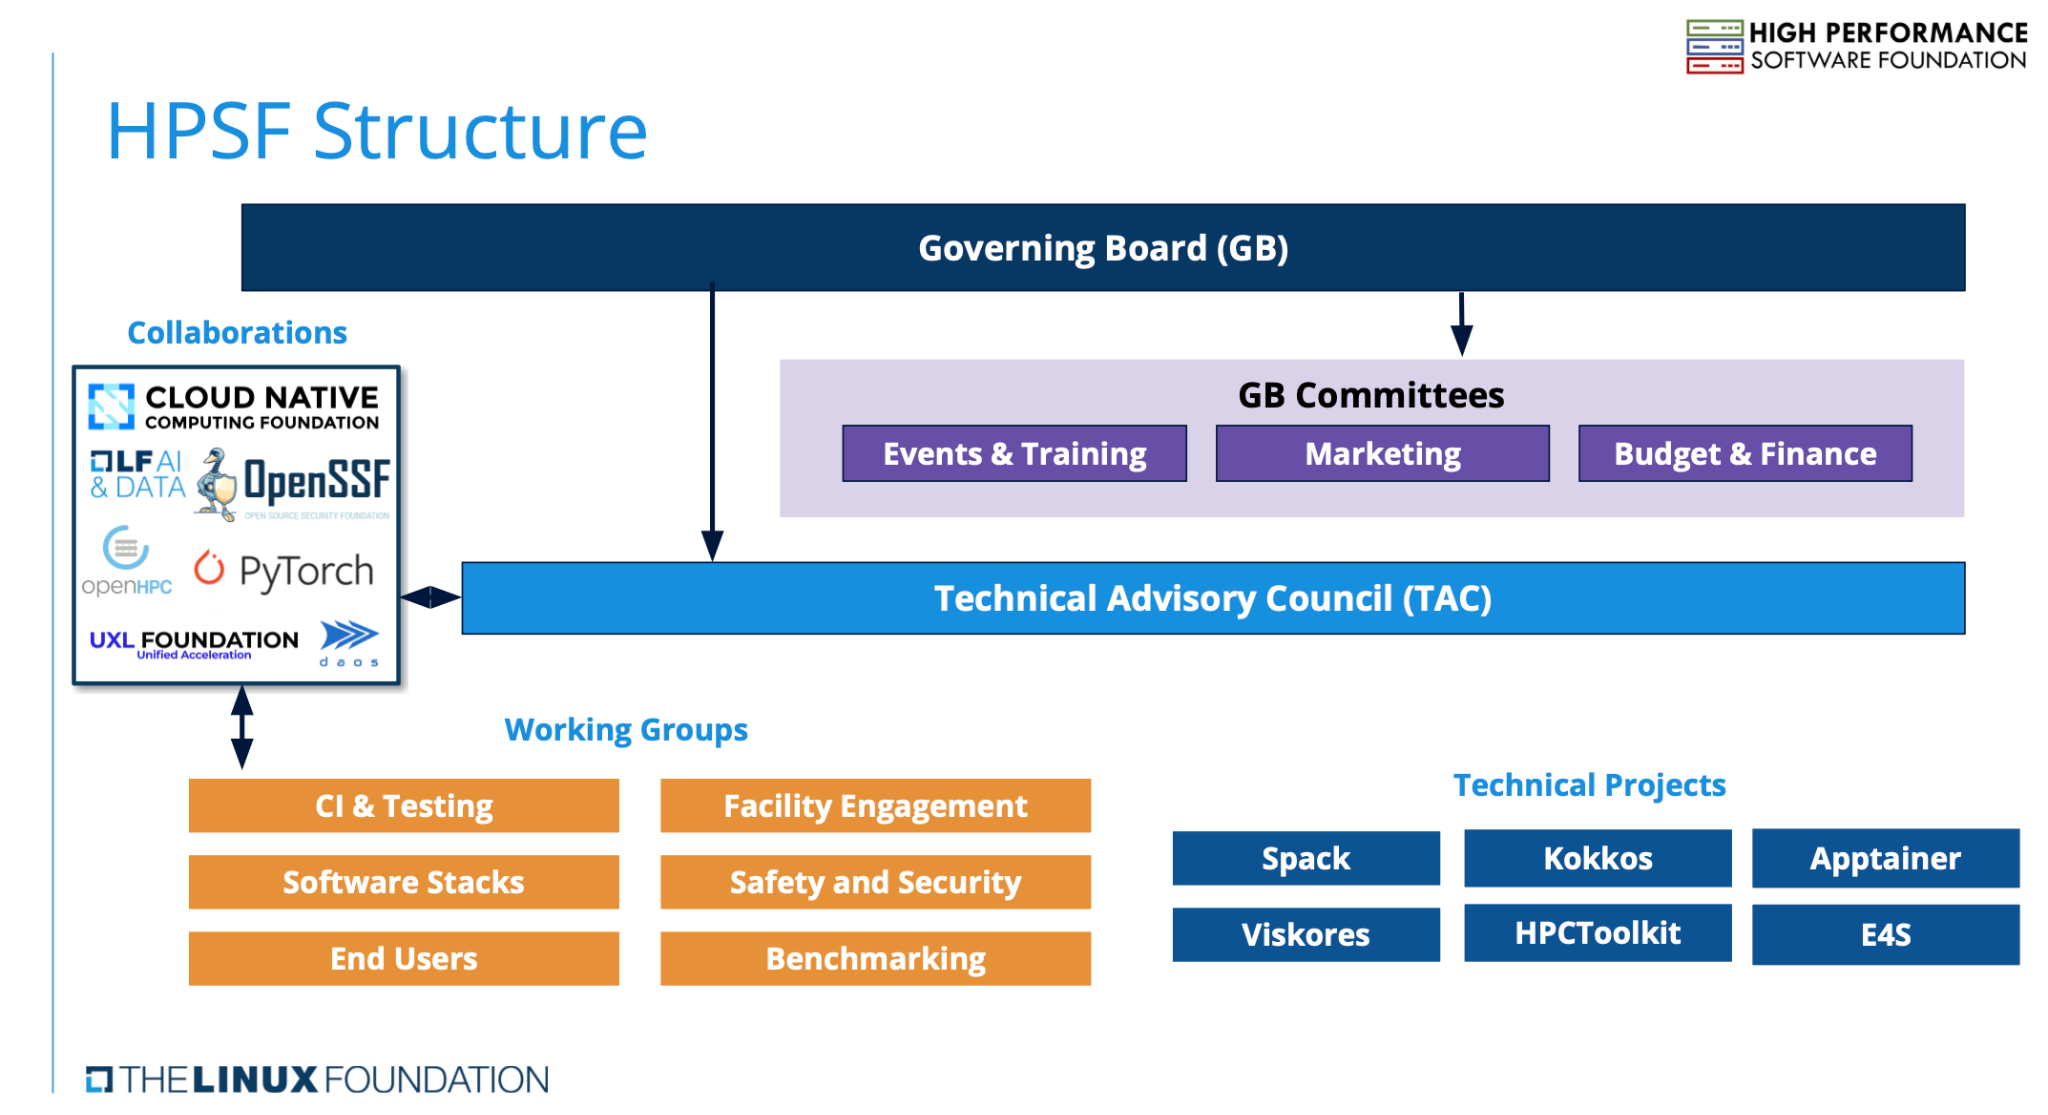 HIGH PERFORMANCE
SOFTWARE FOUNDATION
HPSF Structure
Governing Board (GB)
Collaborations
CLOUD NATIVE
COMPUTING FOUNDATION
LF AI
& DATA
OpenSSF
OPEN SOURCE SECURITY FOUNDATION
openHPC
PyTorch
UXL FOUNDATION
Unified Acceleration
daos
GB Committees
Events & Training
Marketing
Budget & Finance
Technical Advisory Council (TAC)
Working Groups
CI & Testing
Facility Engagement
Software Stacks
Safety and Security
End Users
Benchmarking
Technical Projects
Spack
Kokkos
Apptainer
Viskores
HPCToolkit
E4S
THE LINUX FOUNDATION